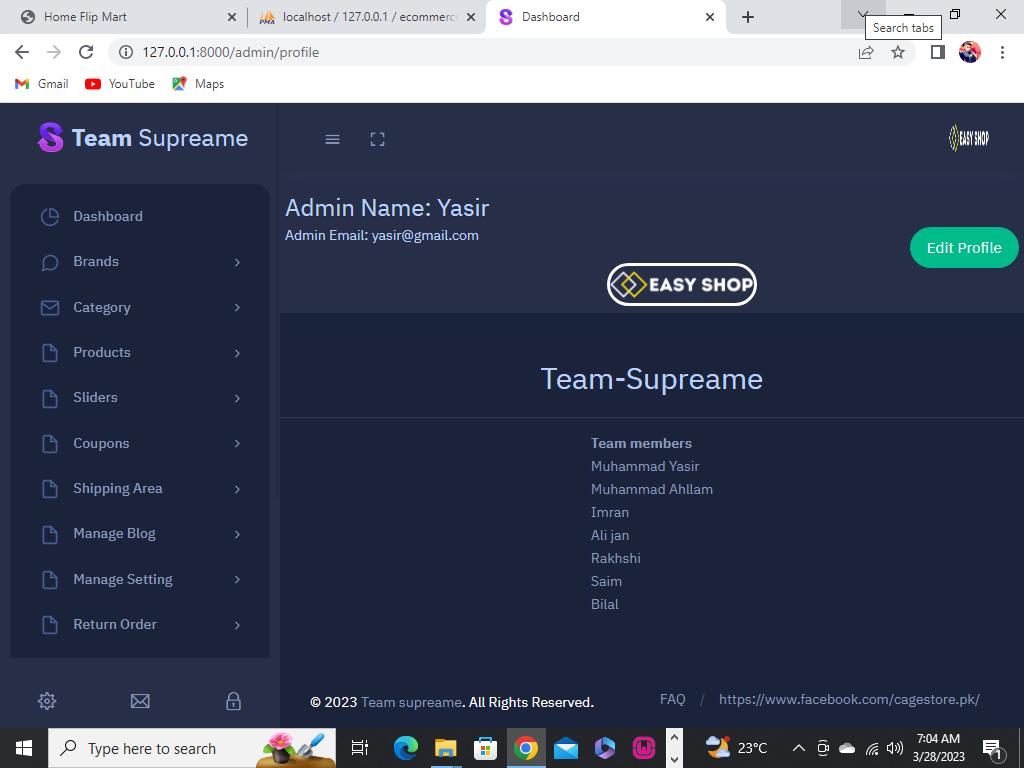 Home Flip Mart
localhost / 127.0.0.1 / ecommerc
Dashboard
Search tabs
127.0.0.1:8000/admin/profile
Gmail
YouTube
Maps
Team Supreame
EASY SHOP
Dashboard
Brands
Category
Products
Sliders
Coupons
Shipping Area
Manage Blog
Manage Setting
Return Order
Admin Name: Yasir
Admin Email: yasir@gmail.com
Edit Profile
EASY SHOP
Team-Supreame
Team members
Muhammad Yasir
Muhammad Ahllam
Imran
Ali jan
Rakhshi
Saim
Bilal
© 2023 Team supreame. All Rights Reserved.
FAQ / https://www.facebook.com/cagestore.pk/
Type here to search
23°C
7:04 AM
3/28/2023
1